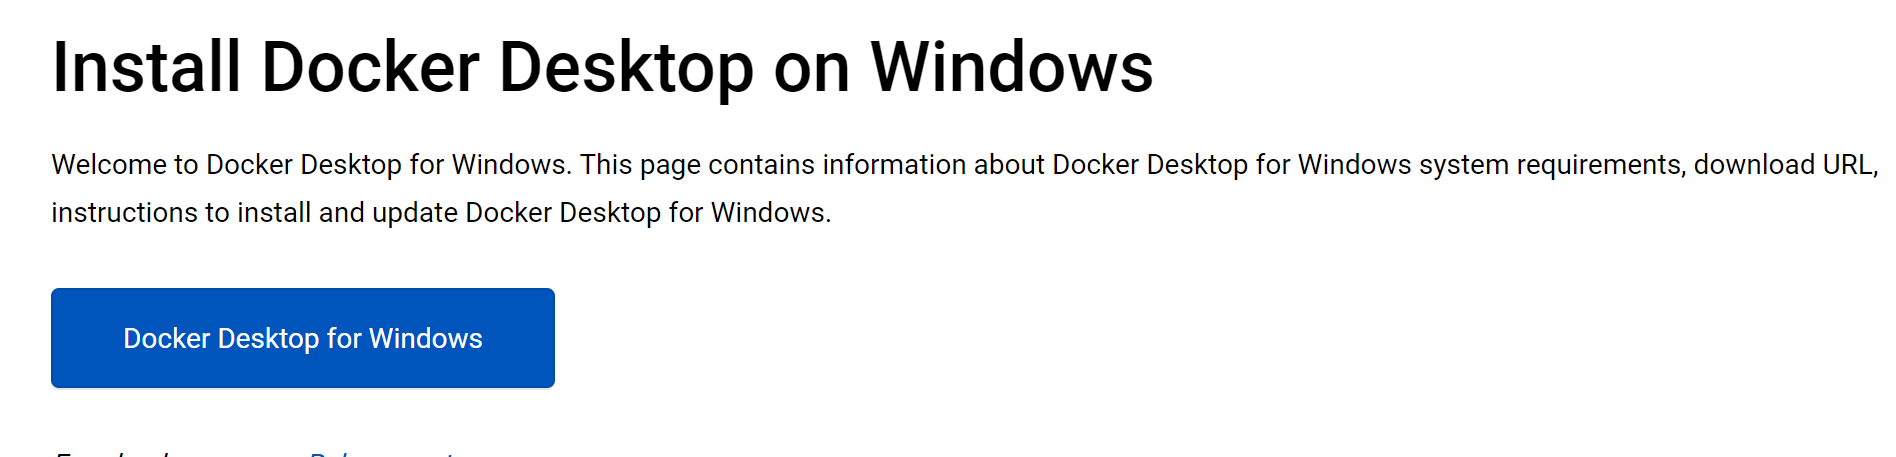 Install Docker Desktop on Windows
Welcome to Docker Desktop for Windows. This page contains information about Docker Desktop for Windows system requirements, download URL,
instructions to install and update Docker Desktop for Windows.
Docker Desktop for Windows